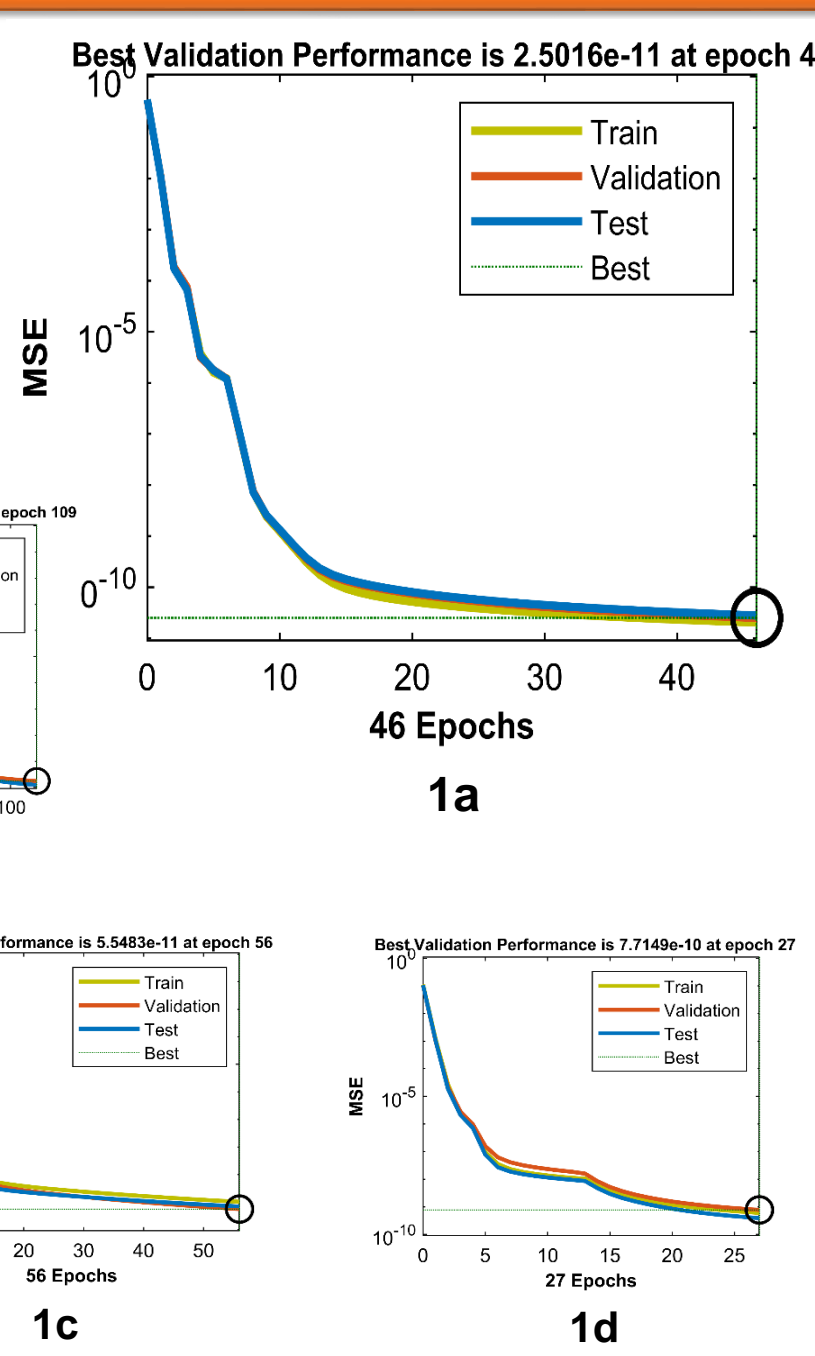 Best Validation Performance is 2.5016e-11 at epoch 4
10^0
Train
Validation
Test
Best
10^-5
MSE
0^-10
0 10 20 30 40
46 Epochs
1a
epoch 109
on
100
formance is 5.5483e-11 at epoch 56
Train
Validation
Test
Best
20 30 40 50
56 Epochs
1c
Best Validation Performance is 7.7149e-10 at epoch 27
10^0
Train
Validation
Test
Best
MSE
10^-5
10^-10
0 5 10 15 20 25
27 Epochs
1d